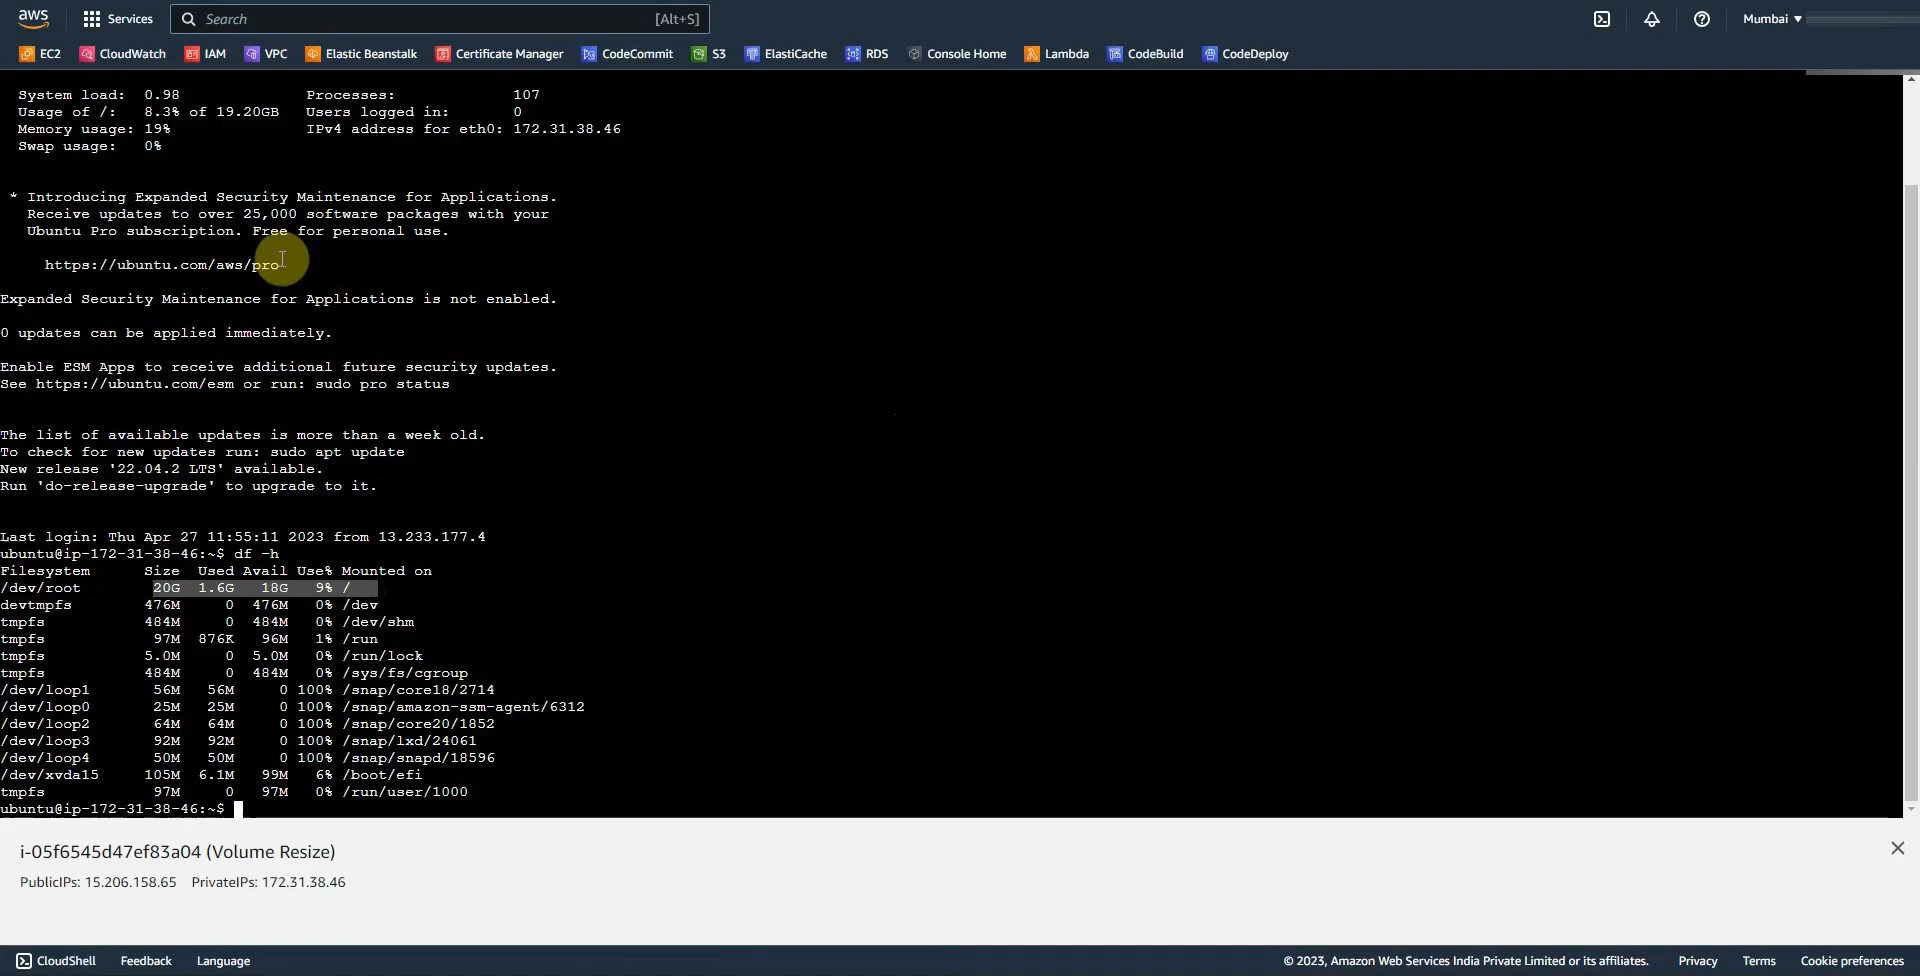 aws Services Search [Alt+S] Mumbai
EC2 CloudWatch IAM VPC Elastic Beanstalk Certificate Manager CodeCommit S3 ElastiCache RDS Console Home Lambda CodeBuild CodeDeploy
System load: 0.98 Processes: 107
Usage of /: 8.3% of 19.20GB Users logged in: 0
Memory usage: 19% IPv4 address for eth0: 172.31.38.46
Swap usage: 0%
* Introducing Expanded Security Maintenance for Applications.
Receive updates to over 25,000 software packages with your
Ubuntu Pro subscription. Free for personal use.
https://ubuntu.com/aws/pro
Expanded Security Maintenance for Applications is not enabled.
0 updates can be applied immediately.
Enable ESM Apps to receive additional future security updates.
See https://ubuntu.com/esm or run: sudo pro status
The list of available updates is more than a week old.
To check for new updates run: sudo apt update
New release '22.04.2 LTS' available.
Run 'do-release-upgrade' to upgrade to it.
Last login: Thu Apr 27 11:55:11 2023 from 13.233.177.4
ubuntu@ip-172-31-38-46:~$ df -h
Filesystem Size Used Avail Use% Mounted on
/dev/root 20G 1.6G 18G 9% /
devtmpfs 476M 0 476M 0% /dev
tmpfs 484M 0 484M 0% /dev/shm
tmpfs 97M 876K 96M 1% /run
tmpfs 5.0M 0 5.0M 0% /run/lock
tmpfs 484M 0 484M 0% /sys/fs/cgroup
/dev/loop1 56M 56M 0 100% /snap/core18/2714
/dev/loop0 25M 25M 0 100% /snap/amazon-ssm-agent/6312
/dev/loop2 64M 64M 0 100% /snap/core20/1852
/dev/loop3 92M 92M 0 100% /snap/lxd/24061
/dev/loop4 50M 50M 0 100% /snap/snapd/18596
/dev/xvda15 105M 6.1M 99M 6% /boot/efi
tmpfs 97M 0 97M 0% /run/user/1000
ubuntu@ip-172-31-38-46:~$
i-05f6545d47ef83a04 (Volume Resize)
PublicIPs: 15.206.158.65 PrivateIPs: 172.31.38.46
CloudShell Feedback Language © 2023, Amazon Web Services India Private Limited or its affiliates. Privacy Terms Cookie preferences